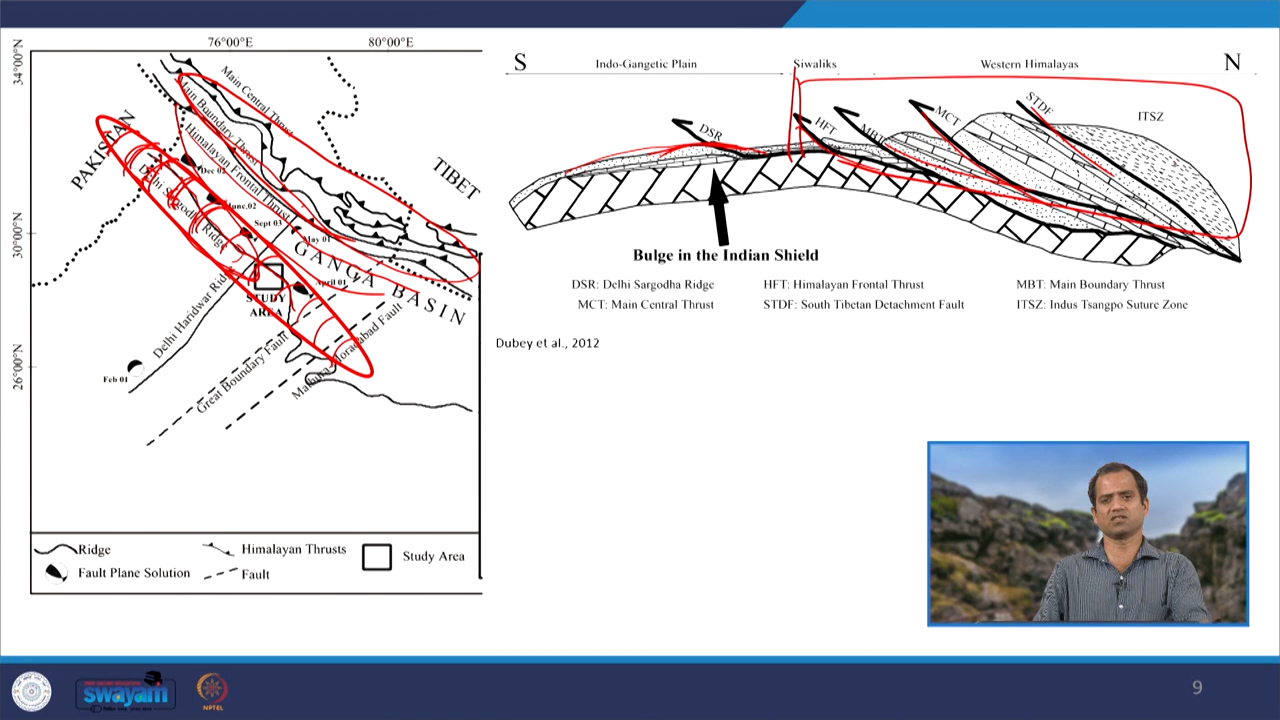 76°00'E 80°00'E
34°00'N
30°00'N
26°00'N
PAKISTAN
TIBET
Main Central Thrust
Main Boundary Thrust
Himalayan Frontal Thrust
Delhi Sargodha Ridge
Dec 02
June,02
Sept 03
May 01
April 01
GANGA BASIN
STUDY
AREA
Delhi Haridwar Ridge
Great Boundary Fault
Moradabad Fault
Feb 01
Ridge
Himalayan Thrusts
Study Area
Fault Plane Solution
Fault
S Indo-Gangetic Plain Siwaliks Western Himalayas N
DSR
HFT
MBT
MCT
STDF
ITSZ
Bulge in the Indian Shield
DSR: Delhi Sargodha Ridge HFT: Himalayan Frontal Thrust MBT: Main Boundary Thrust
MCT: Main Central Thrust STDF: South Tibetan Detachment Fault ITSZ: Indus Tsangpo Suture Zone
Dubey et al., 2012
swayam
NPTEL
9